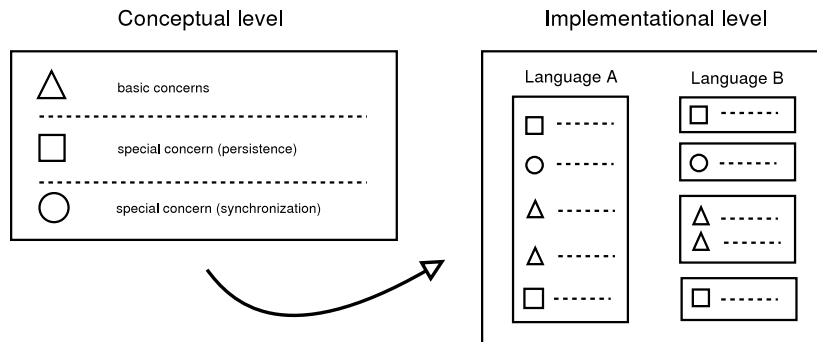 Conceptual level
Implementational level
basic concerns
special concern (persistence)
special concern (synchronization)
Language A
Language B